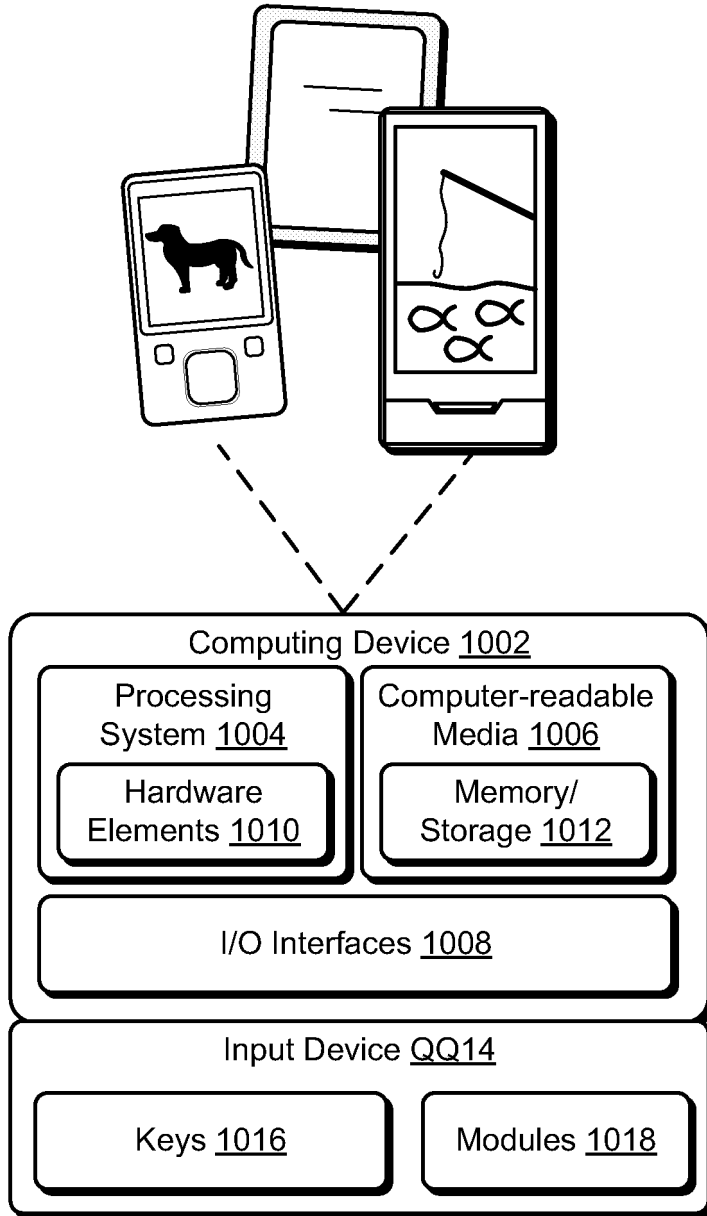 Computing Device 1002
Processing
System 1004
Hardware
Elements 1010
Computer-readable
Media 1006
Memory/
Storage 1012
I/O Interfaces 1008
Input Device QQ14
Keys 1016
Modules 1018